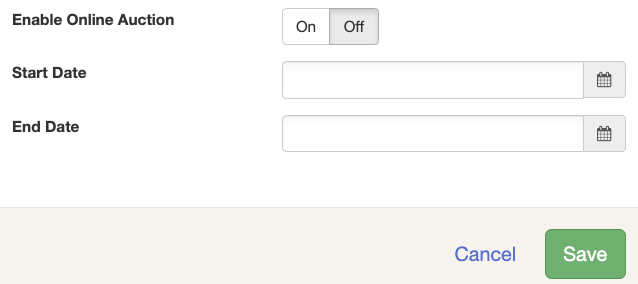 Enable Online Auction
On Off
Start Date
End Date
Cancel Save